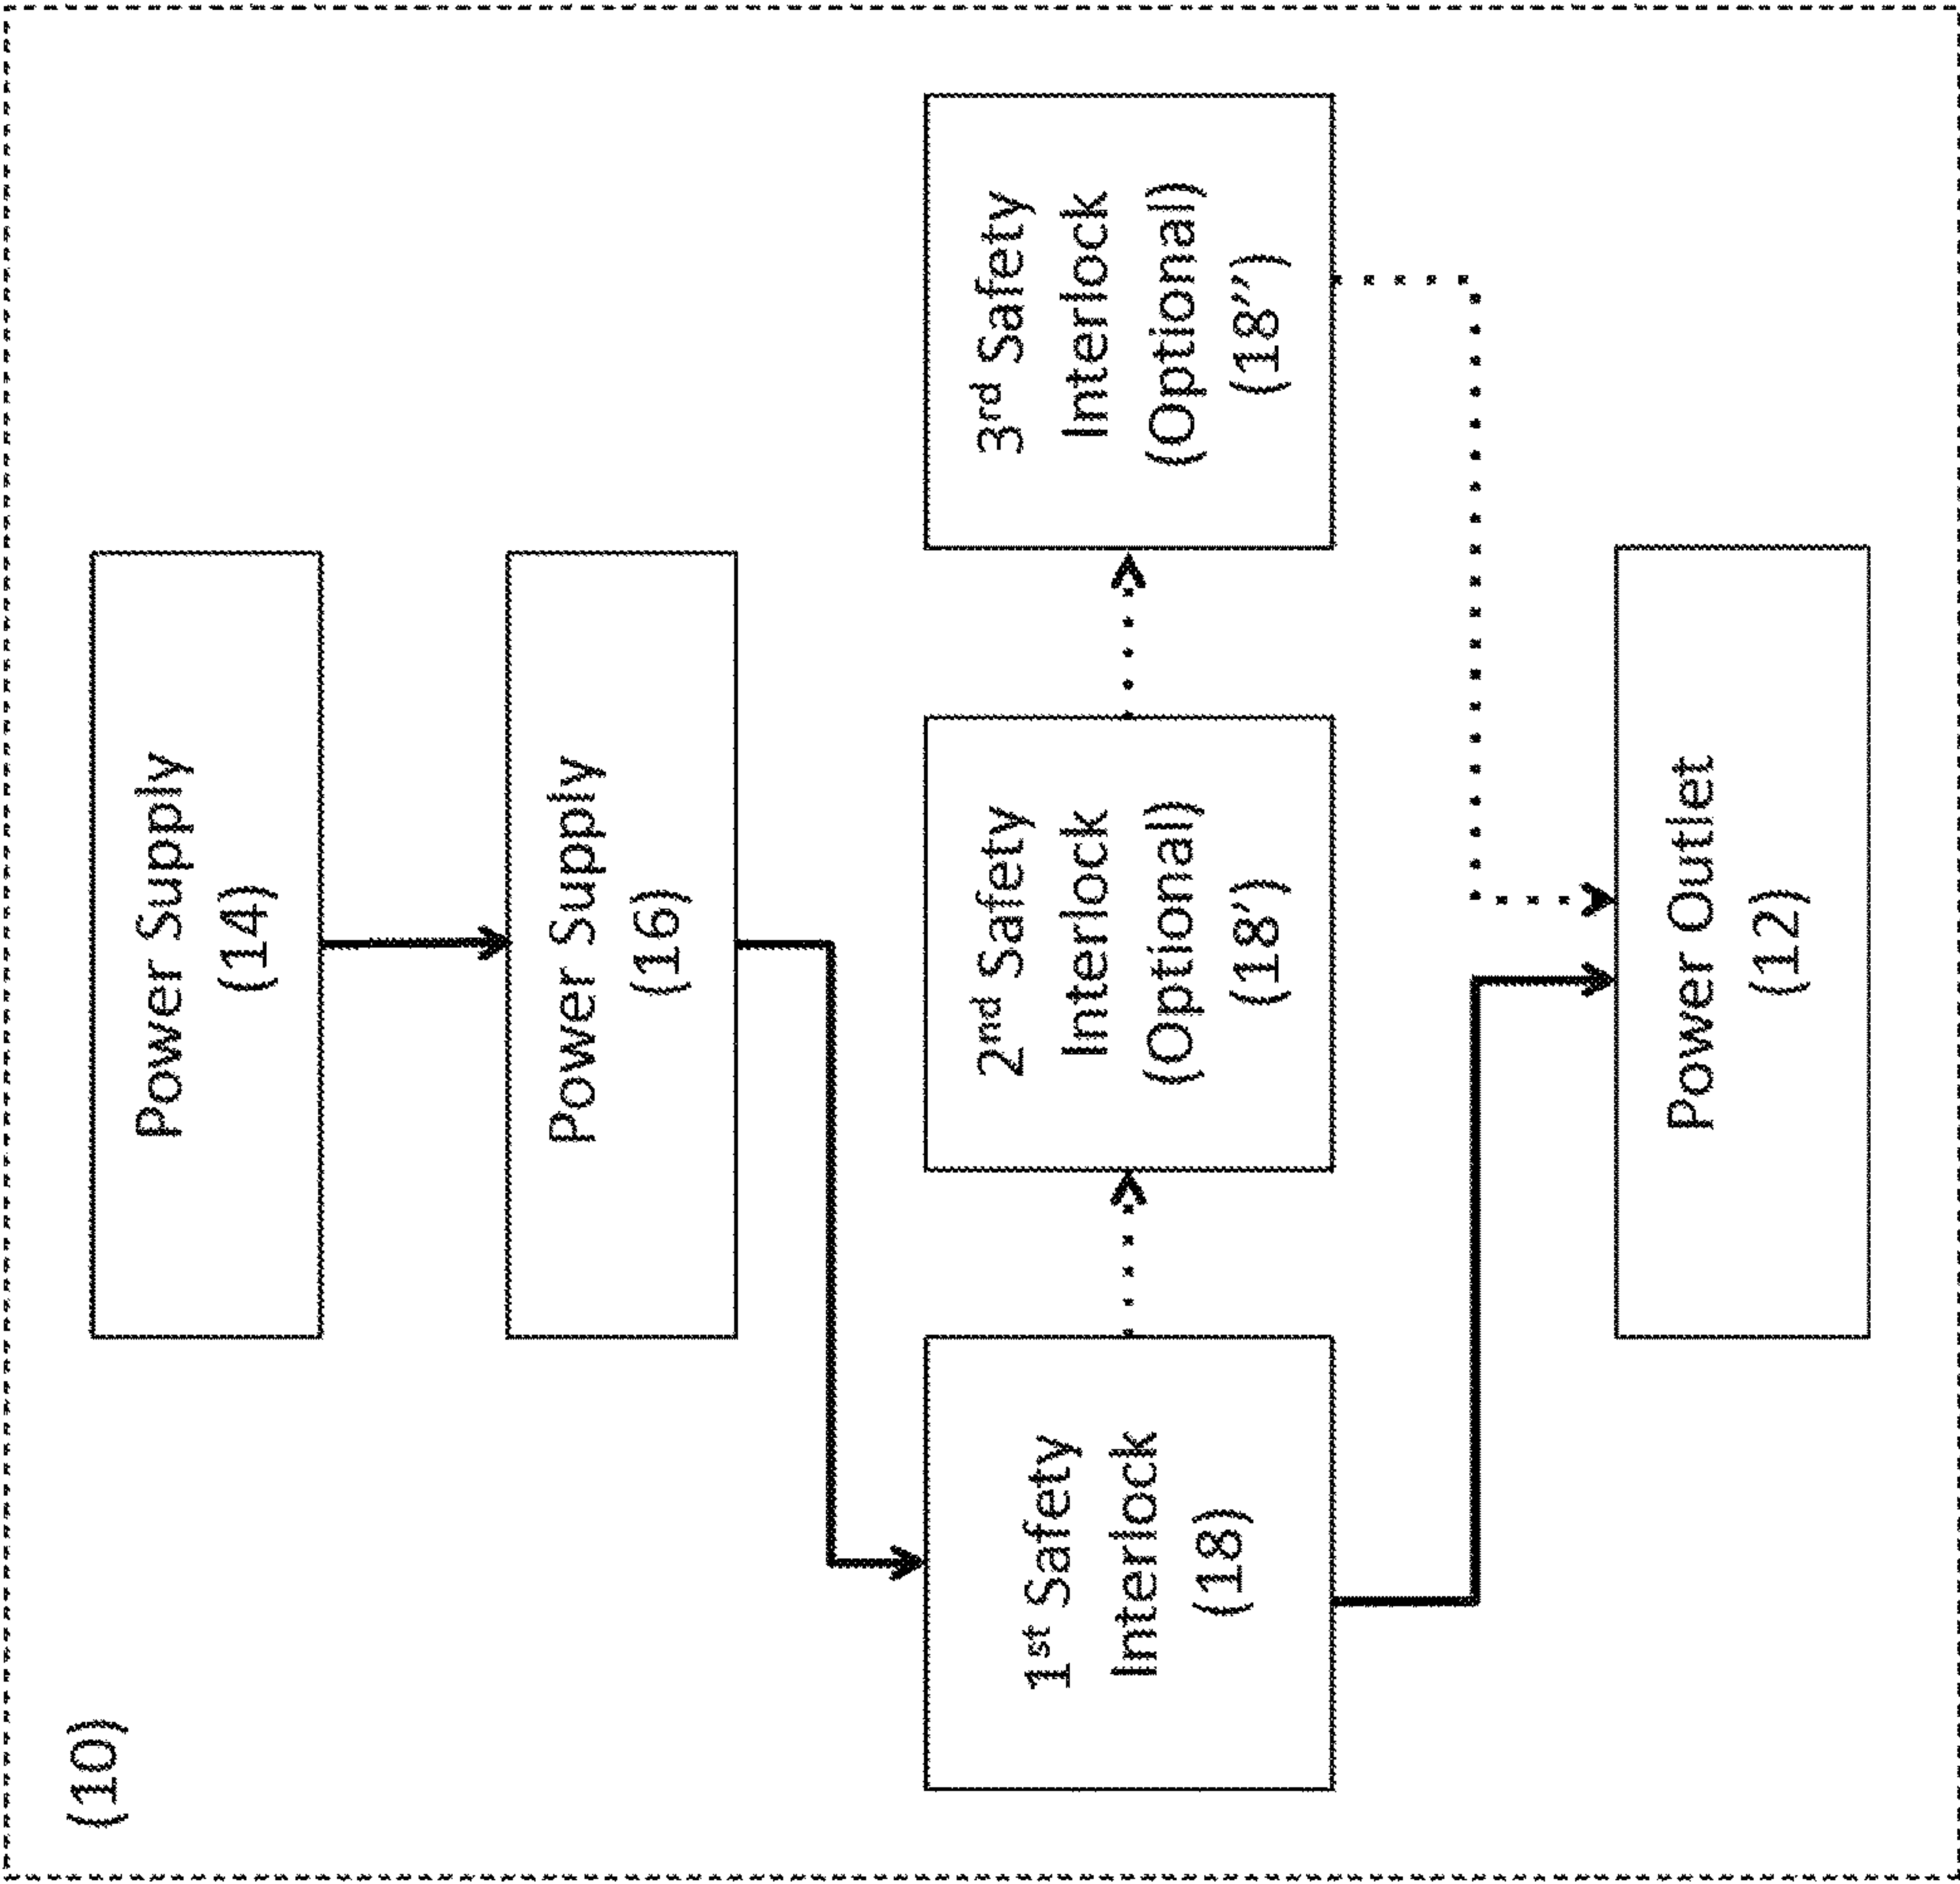 (10)
Power Supply
(14)
Power Supply
(16)
1st Safety
Interlock
(18)
2nd Safety
Interlock
(Optional)
(18')
3rd Safety
Interlock
(Optional)
(18'')
Power Outlet
(12)